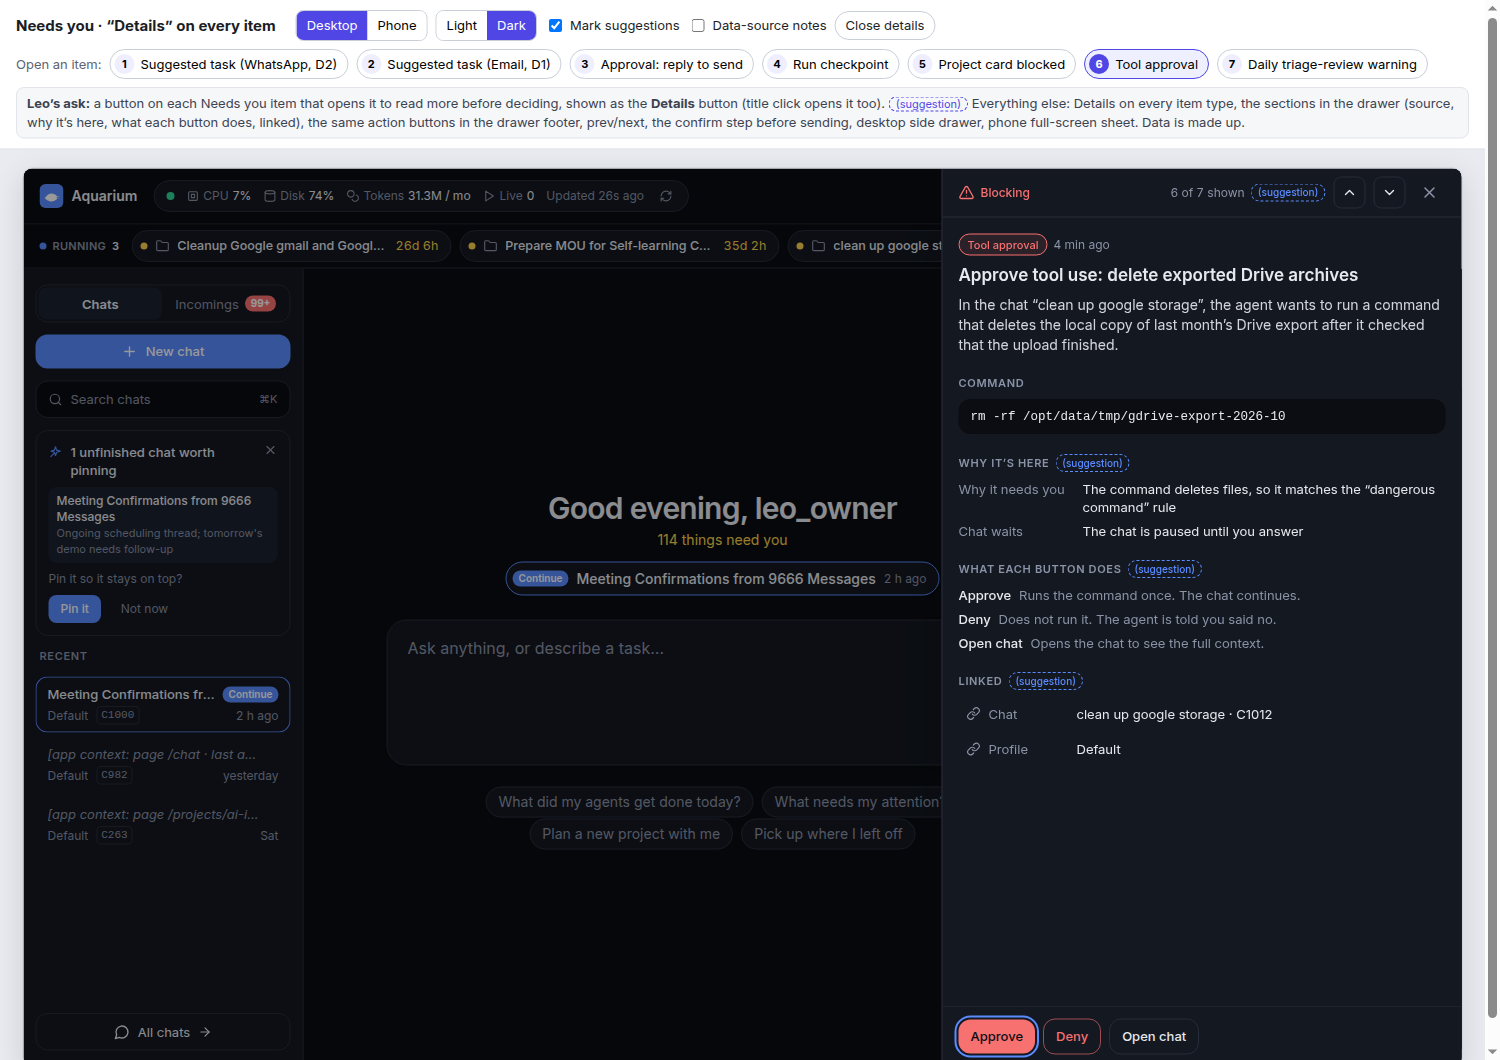 Needs you · “Details” on every item
Desktop Phone
Light Dark
Mark suggestions
Data-source notes
Close details
Open an item:
1 Suggested task (WhatsApp, D2)
2 Suggested task (Email, D1)
3 Approval: reply to send
4 Run checkpoint
5 Project card blocked
6 Tool approval
7 Daily triage-review warning
Leo’s ask: a button on each Needs you item that opens it to read more before deciding, shown as the Details button (title click opens it too). (suggestion) Everything else: Details on every item type, the sections in the drawer (source,
why it’s here, what each button does, linked), the same action buttons in the drawer footer, prev/next, the confirm step before sending, desktop side drawer, phone full-screen sheet. Data is made up.
Aquarium
CPU 7% Disk 74% Tokens 31.3M / mo Live 0 Updated 26s ago
RUNNING 3
Cleanup Google gmail and Googl... 26d 6h
Prepare MOU for Self-learning C... 35d 2h
clean up google st
Chats
Incomings 99+
New chat
Search chats ⌘K
1 unfinished chat worth
pinning
Meeting Confirmations from 9666
Messages
Ongoing scheduling thread; tomorrow's
demo needs follow-up
Pin it so it stays on top?
Pin it Not now
RECENT
Meeting Confirmations fr... Continue
Default C1000 2 h ago
[app context: page /chat · last a...
Default C982 yesterday
[app context: page /projects/ai-i...
Default C263 Sat
All chats
Good evening, leo_owner
114 things need you
Continue Meeting Confirmations from 9666 Messages 2 h ago
Ask anything, or describe a task...
What did my agents get done today?
What needs my attention?
Plan a new project with me
Pick up where I left off
Blocking
6 of 7 shown (suggestion)
Tool approval 4 min ago
Approve tool use: delete exported Drive archives
In the chat “clean up google storage”, the agent wants to run a command
that deletes the local copy of last month’s Drive export after it checked
that the upload finished.
COMMAND
rm -rf /opt/data/tmp/gdrive-export-2026-10
WHY IT’S HERE (suggestion)
Why it needs you The command deletes files, so it matches the “dangerous
command” rule
Chat waits The chat is paused until you answer
WHAT EACH BUTTON DOES (suggestion)
Approve Runs the command once. The chat continues.
Deny Does not run it. The agent is told you said no.
Open chat Opens the chat to see the full context.
LINKED (suggestion)
Chat clean up google storage · C1012
Profile Default
Approve Deny Open chat